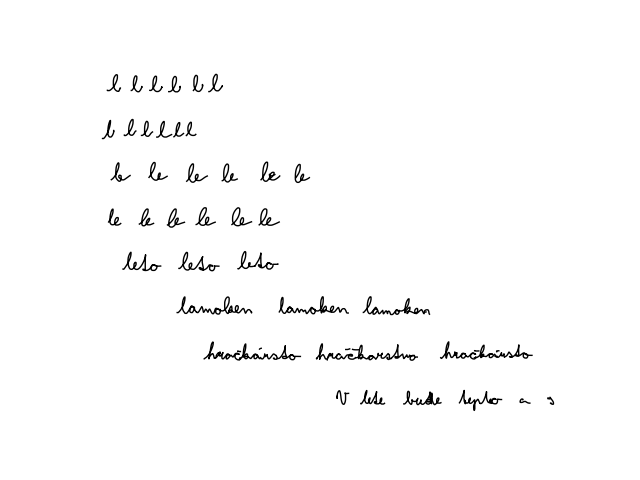 l l l l l l
l l l l l l
le le le le le le
le le le le le le
leto leto leto
lamoken lamoken lamoken
hračkárstvo hračkarstvo hračkárstvo
V lete bude teplo a s